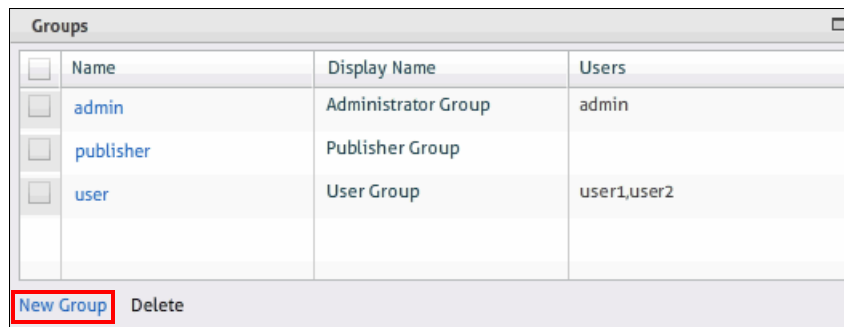 Groups
Name Display Name Users
admin Administrator Group admin
publisher Publisher Group
user User Group user1,user2
New Group Delete